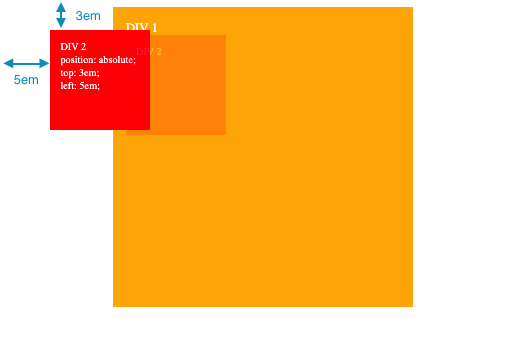 3em
DIV 1
DIV 2
position: absolute;
top: 3em;
left: 5em;
DIV 2
5em